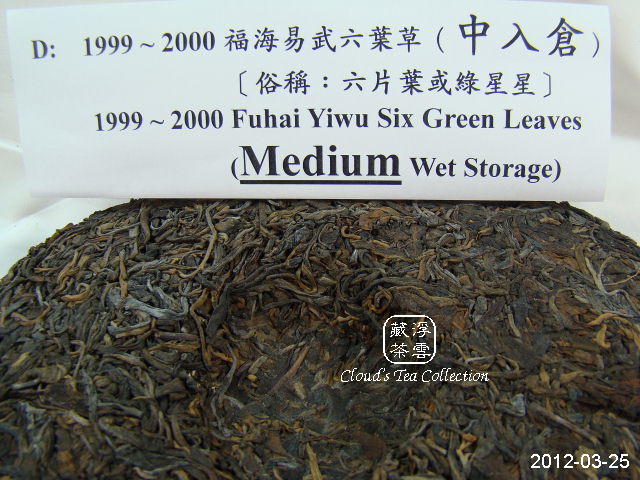 D: 1999 ~ 2000 福海易武六葉草 (中入倉)
〔俗稱：六片葉或綠星星〕
1999 ~ 2000 Fuhai Yiwu Six Green Leaves
(Medium Wet Storage)
浮雲藏茶
Cloud's Tea Collection
2012-03-25